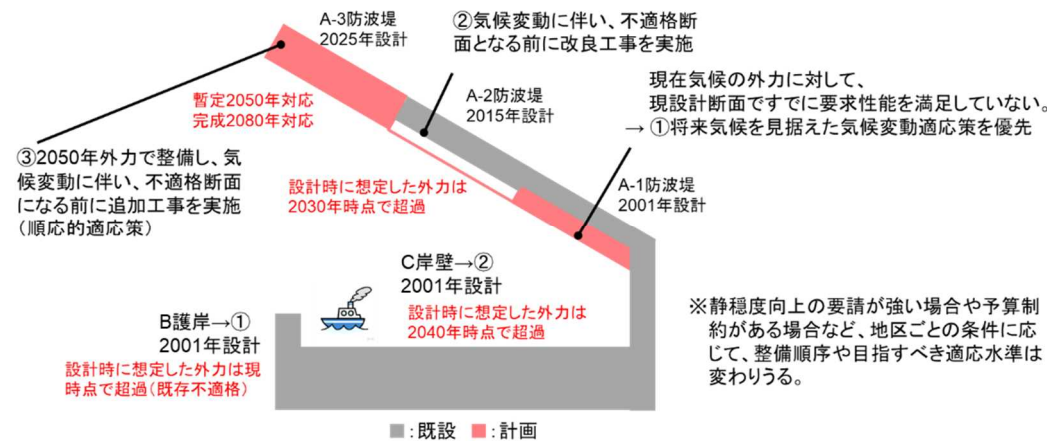 A-3防波堤
2025年設計
②気候変動に伴い、不適格断
面となる前に改良工事を実施
現在気候の外力に対して、
現設計断面ですでに要求性能を満足していない。
→ ①将来気候を見据えた気候変動適応策を優先
暫定2050年対応
完成2080年対応
A-2防波堤
2015年設計
③2050年外力で整備し、気
候変動に伴い、不適格断面
になる前に追加工事を実施
(順応的適応策)
設計時に想定した外力は
2030年時点で超過
A-1防波堤
2001年設計
C岸壁→②
2001年設計
設計時に想定した外力は
2040年時点で超過
B護岸→①
2001年設計
設計時に想定した外力は現
時点で超過(既存不適格)
※静穏度向上の要請が強い場合や予算制
約がある場合など、地区ごとの条件に応
じて、整備順序や目指すべき適応水準は
変わりうる。
:既設 :計画